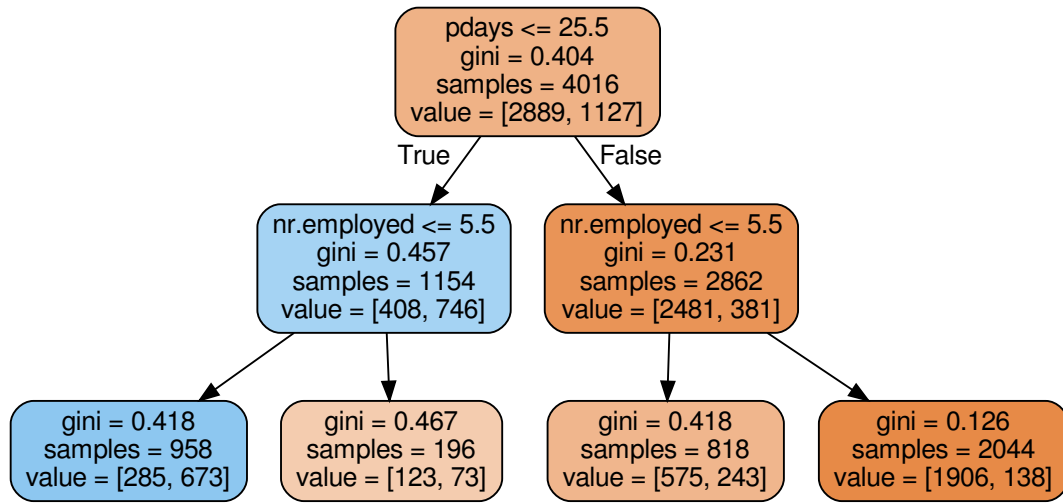 pdays <= 25.5
gini = 0.404
samples = 4016
value = [2889, 1127]
True
False
nr.employed <= 5.5
gini = 0.457
samples = 1154
value = [408, 746]
nr.employed <= 5.5
gini = 0.231
samples = 2862
value = [2481, 381]
gini = 0.418
samples = 958
value = [285, 673]
gini = 0.467
samples = 196
value = [123, 73]
gini = 0.418
samples = 818
value = [575, 243]
gini = 0.126
samples = 2044
value = [1906, 138]